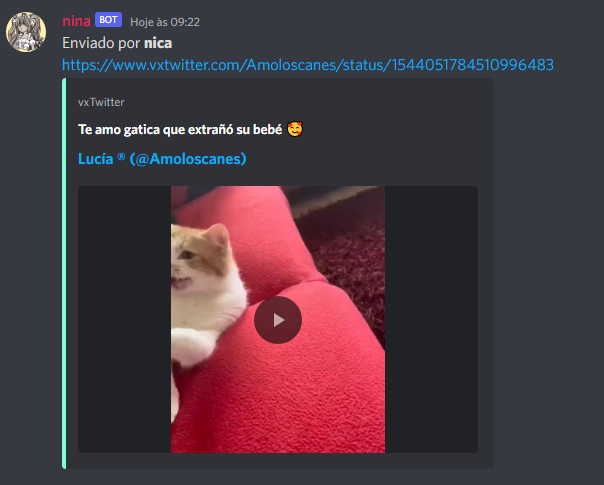 nina BOT Hoje às 09:22
Enviado por nica
https://www.vxtwitter.com/Amoloscanes/status/1544051784510996483
vxTwitter
Te amo gatica que extrañó su bebé 🥰
Lucía ® (@Amoloscanes)